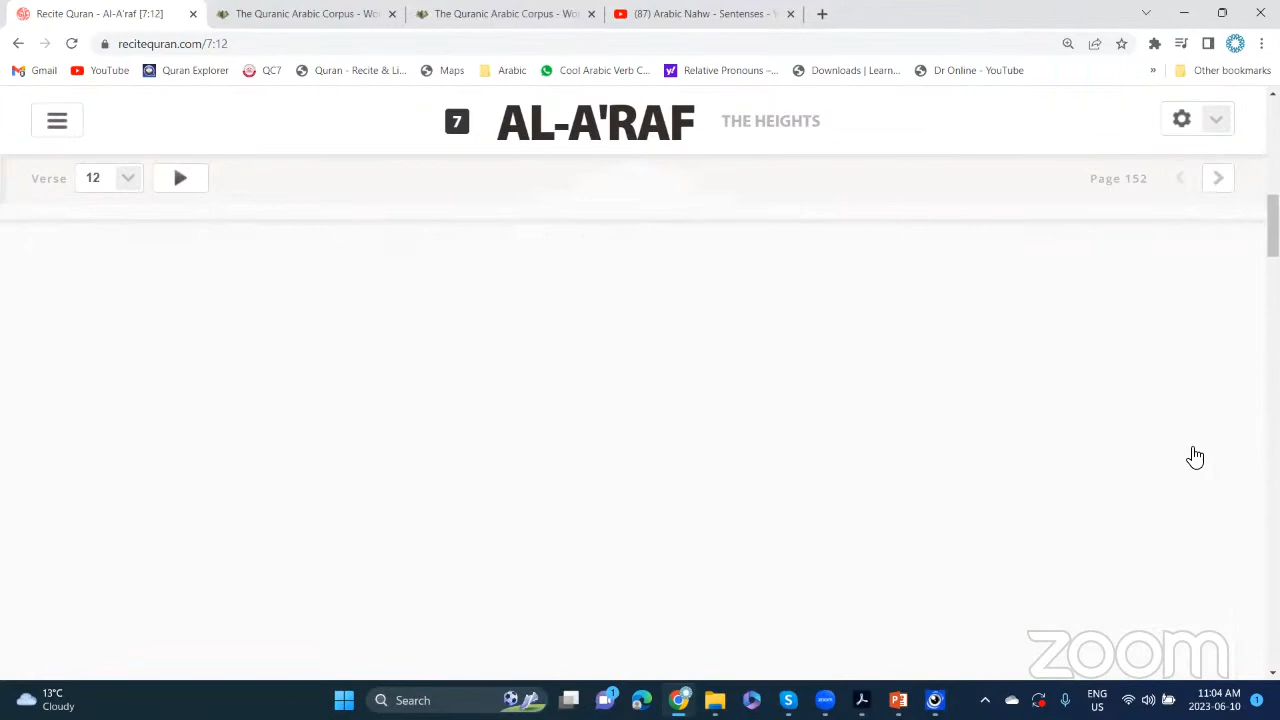 Recite Quran - Al-A'raf [7:12]
The Quranic Arabic Corpus - Wo
The Quranic Arabic Corpus - Wo
(87) Arabic Nahw - Sentenses -
recitequran.com/7:12
Gmail
YouTube
Quran Explorer
QC7
Quran - Recite & Li...
Maps
Arabic
Cool Arabic Verb C...
Relative Pronouns –...
Downloads | Learn...
Dr Online - YouTube
»
Other bookmarks
7
AL-A'RAF
THE HEIGHTS
Verse
12
Page 152
zoom
13°C
Cloudy
Search
1
ENG
US
11:04 AM
2023-06-10
1